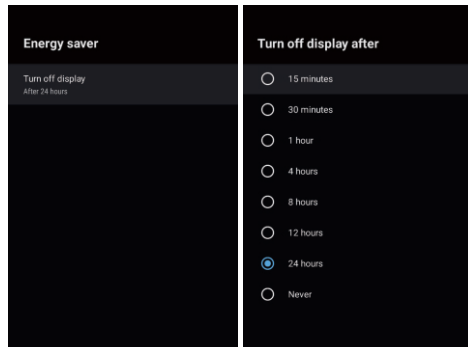 Energy saver
Turn off display
After 24 hours
Turn off display after
15 minutes
30 minutes
1 hour
4 hours
8 hours
12 hours
24 hours
Never